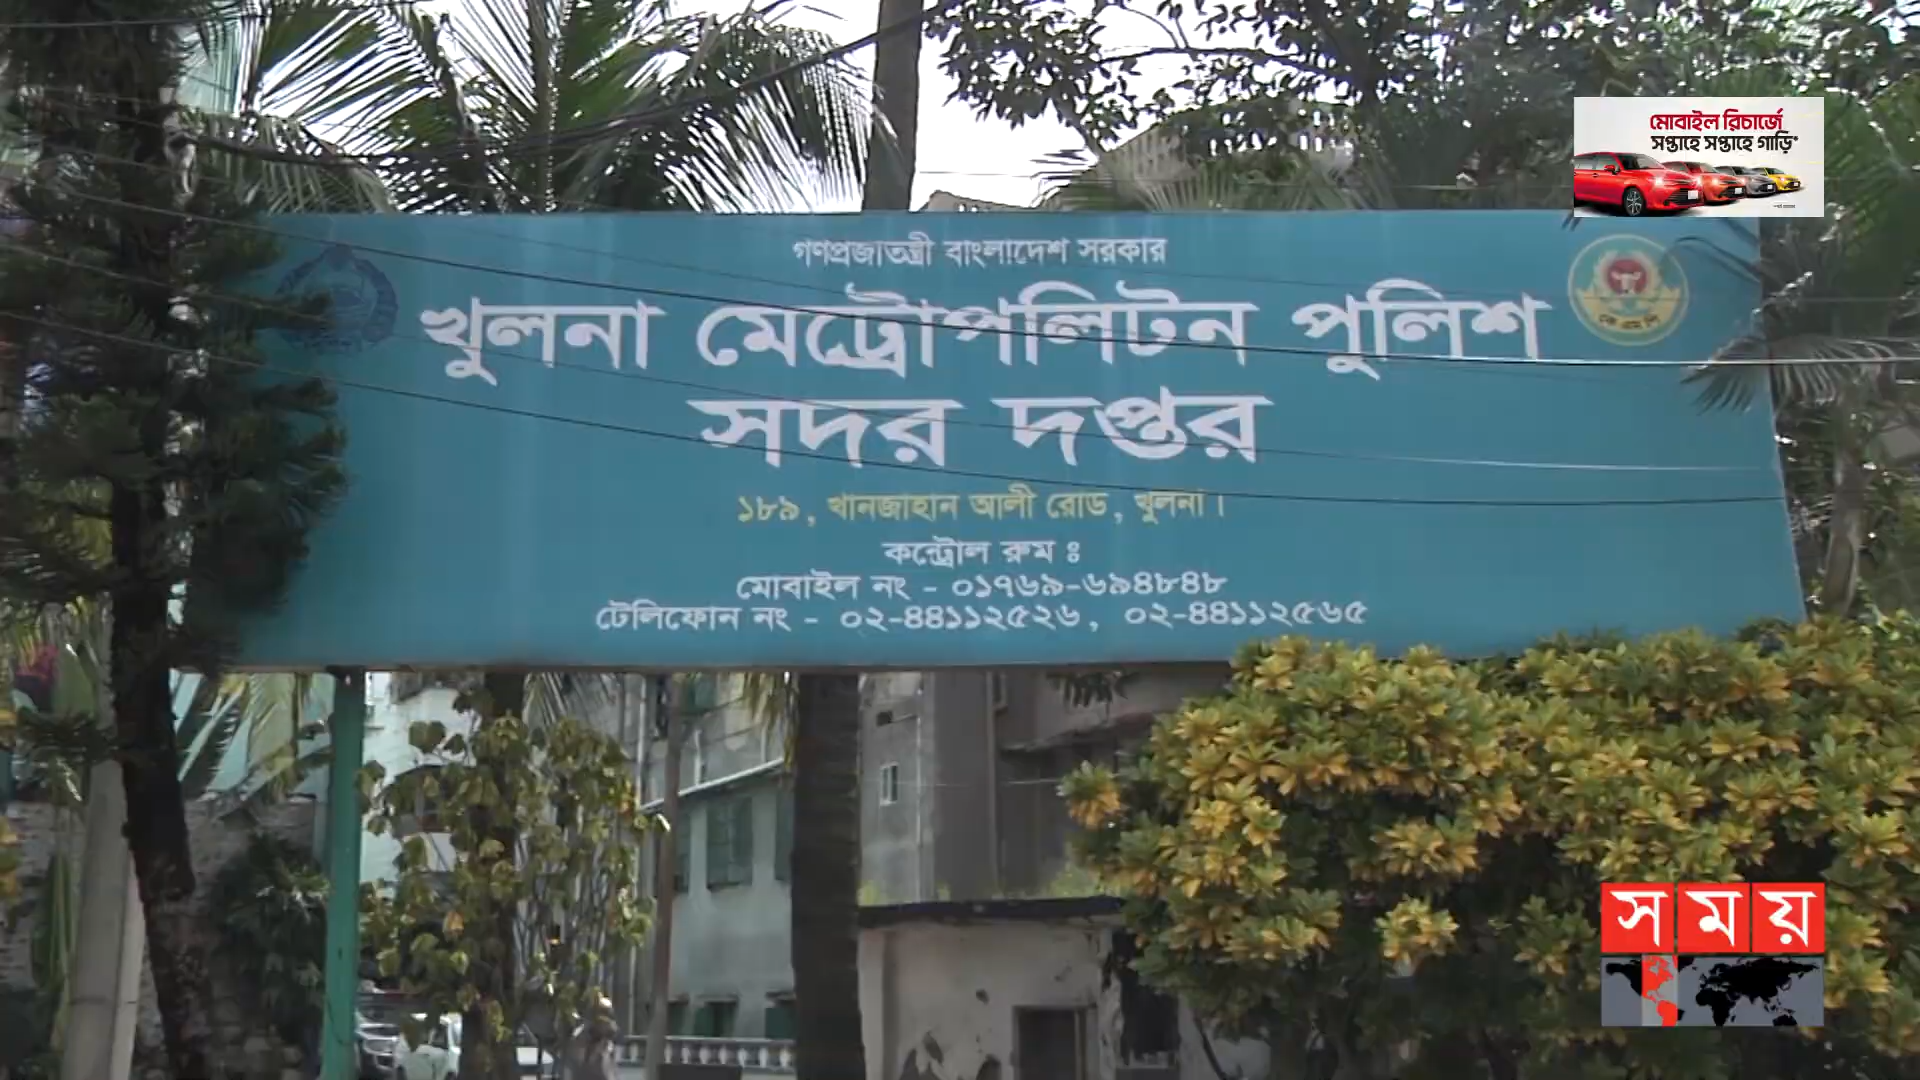 মোবাইল রিচার্জে
সপ্তাহে সপ্তাহে গাড়ি*
গণপ্রজাতন্ত্রী বাংলাদেশ সরকার
খুলনা মেট্রোপলিটন পুলিশ
সদর দপ্তর
১৮৯, খানজাহান আলী রোড, খুলনা।
কন্ট্রোল রুম ঃ
মোবাইল নং - ০১৭৬৯-৬৯৪৮৪৮
টেলিফোন নং - ০২-৪৪১১২৫২৬, ০২-৪৪১১২৫৬৫
কে এম পি
সময়